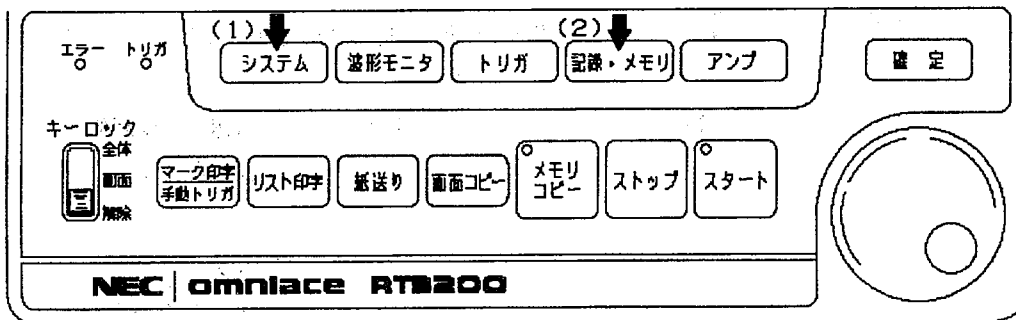 (1) (2)
エラー トリガ
システム 波形モニタ トリガ 記録・メモリ アンプ 確定
キーロック
全体
画面
解除
マーク印字
手動トリガ
リスト印字 紙送り 画面コピー
メモリ
コピー
ストップ スタート
NEC omniace RT3200